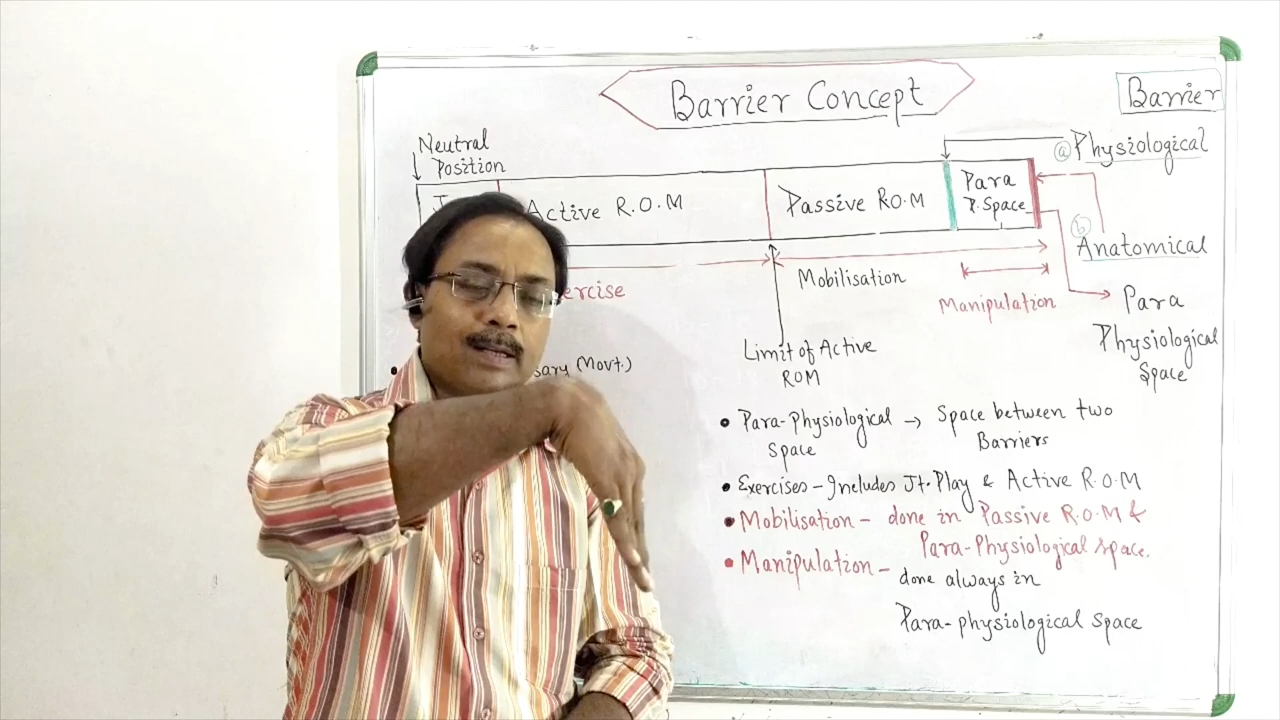 Barrier Concept
Barrier
Neutral
Position
(a) Physiological
Active R.O.M
Passive R.O.M
Para
P. Space
(b)
Anatomical
Mobilisation
Manipulation
Para
Physiological
Space
Limit of Active
ROM
(Movt.)
• Para-physiological → Space between two
Space
Barriers
• Exercises - Includes Jt. Play & Active R.O.M
• Mobilisation - done in Passive R.O.M &
Para-Physiological space.
• Manipulation - done always in
Para-physiological space